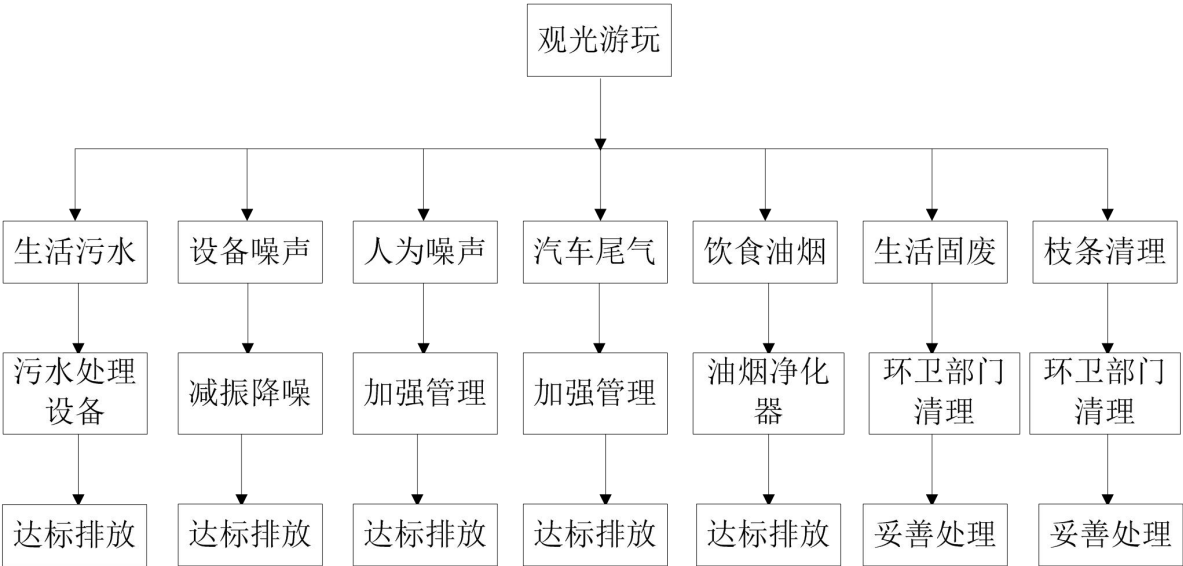 观光游玩
生活污水
设备噪声
人为噪声
汽车尾气
饮食油烟
生活固废
枝条清理
污水处理
设备
减振降噪
加强管理
加强管理
油烟净化
器
环卫部门
清理
环卫部门
清理
达标排放
达标排放
达标排放
达标排放
达标排放
妥善处理
妥善处理